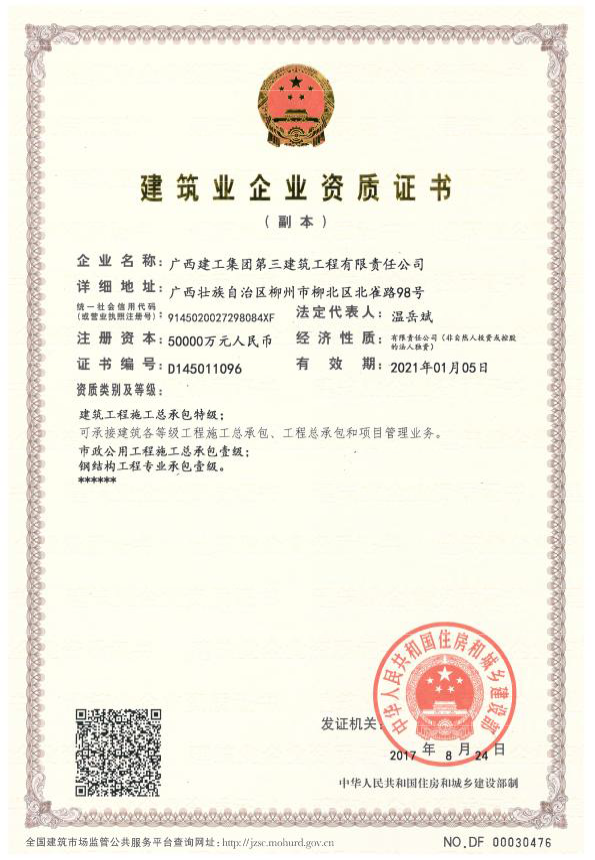 建筑业企业资质证书
（副本）
企业名称：广西建工集团第三建筑工程有限责任公司
详细地址：广西壮族自治区柳州市柳北区北雀路98号
统一社会信用代码
（或营业执照注册号）：9145020027298084XF 法定代表人：温岳斌
注册资本：50000万元人民币 经济性质：有限责任公司（非自然人投资或控股
的法人独资）
证书编号：D145011096 有效期：2021年01月05日
资质类别及等级：
建筑工程施工总承包特级；
可承接建筑各等级工程施工总承包、工程总承包和项目管理业务。
市政公用工程施工总承包壹级；
钢结构工程专业承包壹级。
******
中华人民共和国住房和城乡建设部
发证机关：
2017年8月24日
中华人民共和国住房和城乡建设部制
全国建筑市场监管公共服务平台查询网址：http://jzsc.mohurd.gov.cn
NO.DF 00030476